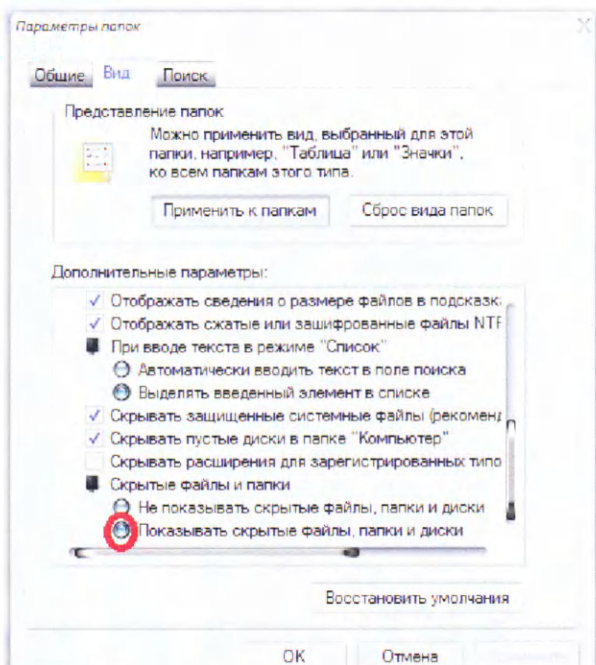 Параметры папок
Общие Вид Поиск
Представление папок
Можно применить вид, выбранный для этой
папки, например, "Таблица" или "Значки",
ко всем папкам этого типа.
Применить к папкам Сброс вида папок
Дополнительные параметры:
Отображать сведения о размере файлов в подсказк
Отображать сжатые или зашифрованные файлы NTF
При вводе текста в режиме "Список"
Автоматически вводить текст в поле поиска
Выделять введенный элемент в списке
Скрывать защищенные системные файлы (рекоменд
Скрывать пустые диски в папке "Компьютер"
Скрывать расширения для зарегистрированных типо
Скрытые файлы и папки
Не показывать скрытые файлы, папки и диски
Показывать скрытые файлы, папки и диски
Восстановить умолчания
ОК Отмена